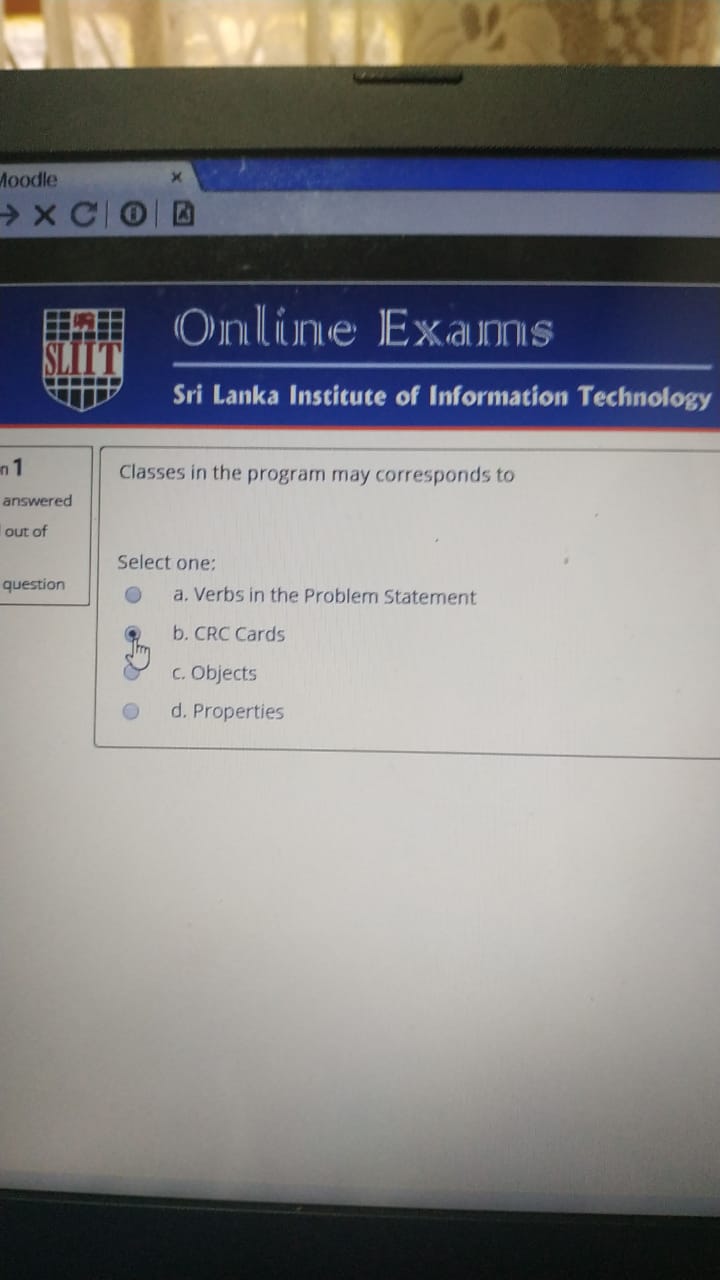 Moodle
Online Exams
SLIIT
Sri Lanka Institute of Information Technology
n 1
answered
out of
question
Classes in the program may corresponds to
Select one:
a. Verbs in the Problem Statement
b. CRC Cards
c. Objects
d. Properties